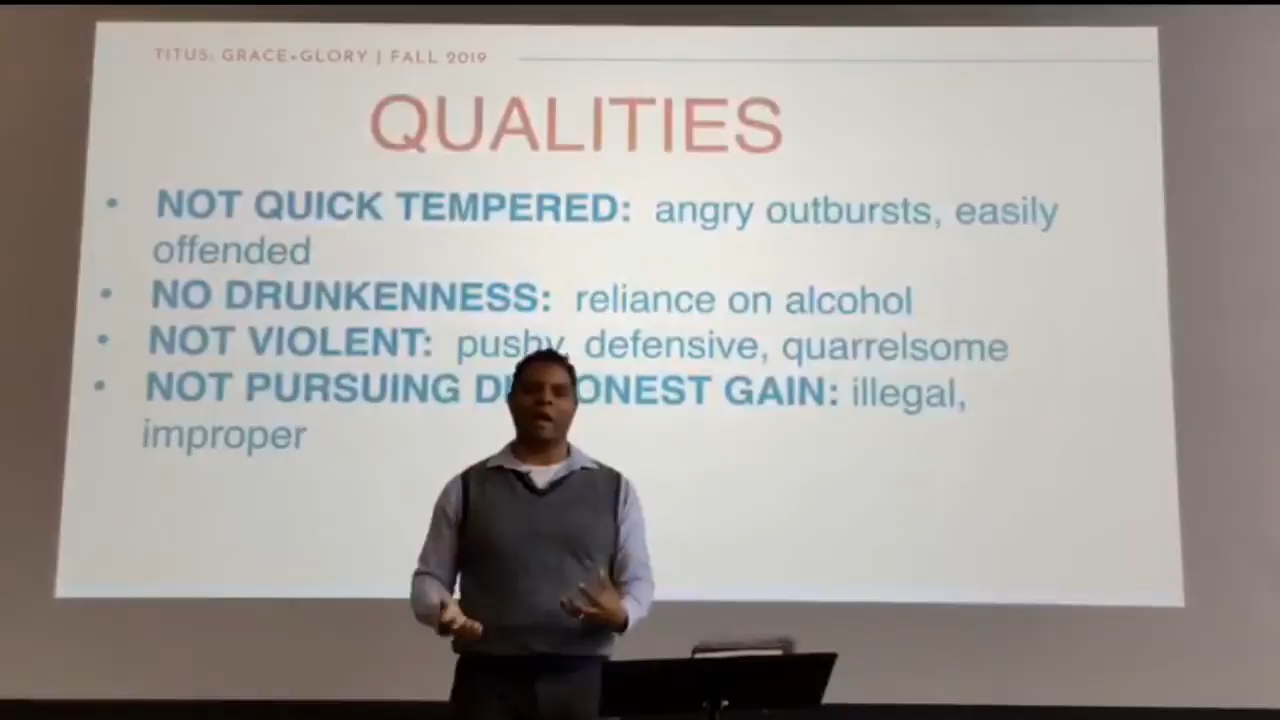 TITUS: GRACE+GLORY | FALL 2019
QUALITIES
• NOT QUICK TEMPERED: angry outbursts, easily
offended
• NO DRUNKENNESS: reliance on alcohol
• NOT VIOLENT: pushy, defensive, quarrelsome
• NOT PURSUING GAIN: illegal,
improper